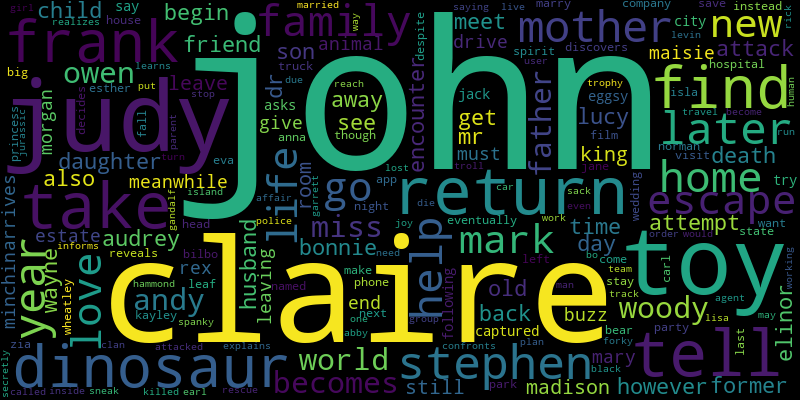 john
claire
judy
toy
return
stephen
dinosaur
take
tell
find
family
frank
mother
new
later
home
escape
mark
help
go
life
love
year
world
woody
becomes
father
child
begin
friend
owen
son
animal
dr
asks
give
away
see
though
reach
anna
meet
drive
city
maisie
attack
hospital
get
mr
jack
must
king
eggsy
lucy
film
isla
death
norman
visit
travel
become
human
run
try
trophy
jane
sack
even
car
encounter
despite
daughter
esther
morgan
princess
jurassic
also
meanwhile
leave
decides
fall
parent
eva
island
turn
stop
put
learns
big
girl
realizes
house
say
truck
due
married
way
saying
live
marry
company
save
instead
levin
rick
spirit
discovers
user
room
garrett
night
app
lost
troll
joy
die
affair
police
miss
bonnie
husband
leaving
audrey
estate
wayne
wheatley
informs
reveals
gandalf
head
bilbo
rex
leaf
hammond
andy
kayley
spanky
minchin
arrives
zia
clan
attacked
explains
called
inside
sneak
killed
earl
rescue
secretly
named
end
phone
make
next
one
abby
group
need
eventually
work
old
left
back
captured
buzz
following
confronts
plan
still
park
man
black
mary
madison
however
former
time
day
wedding
attempt
want
state
order
would
carl
bo
come
team
stay
track
bear
forky
party
lisa
agent
may
last
elinor
working